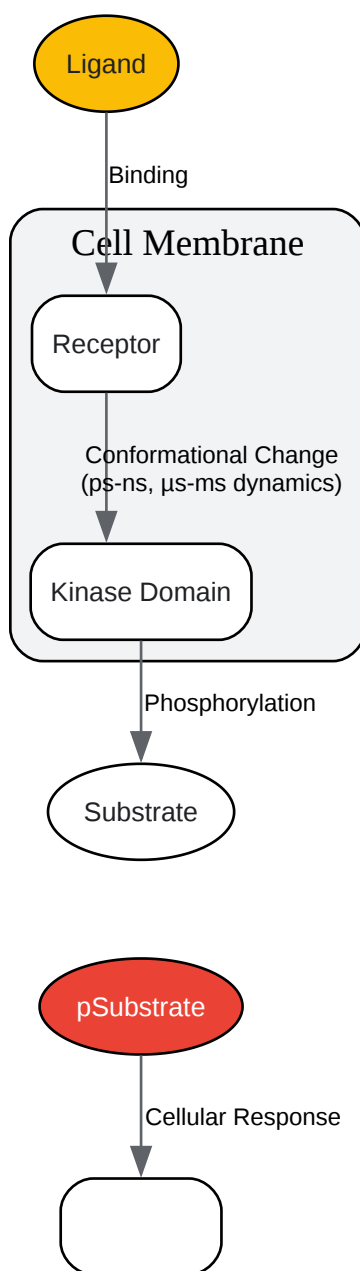 Ligand
Binding
Cell Membrane
Receptor
Conformational Change
(ps-ns, µs-ms dynamics)
Kinase Domain
Phosphorylation
Substrate
pSubstrate
Cellular Response